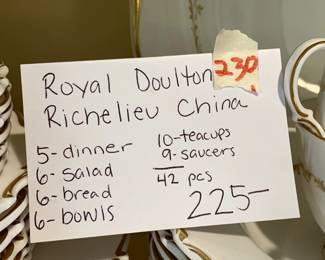 Royal Doulton
230
Richelieu China
5- dinner
6- salad
6- bread
6- bowls
10- teacups
9- saucers
42 pcs
225-